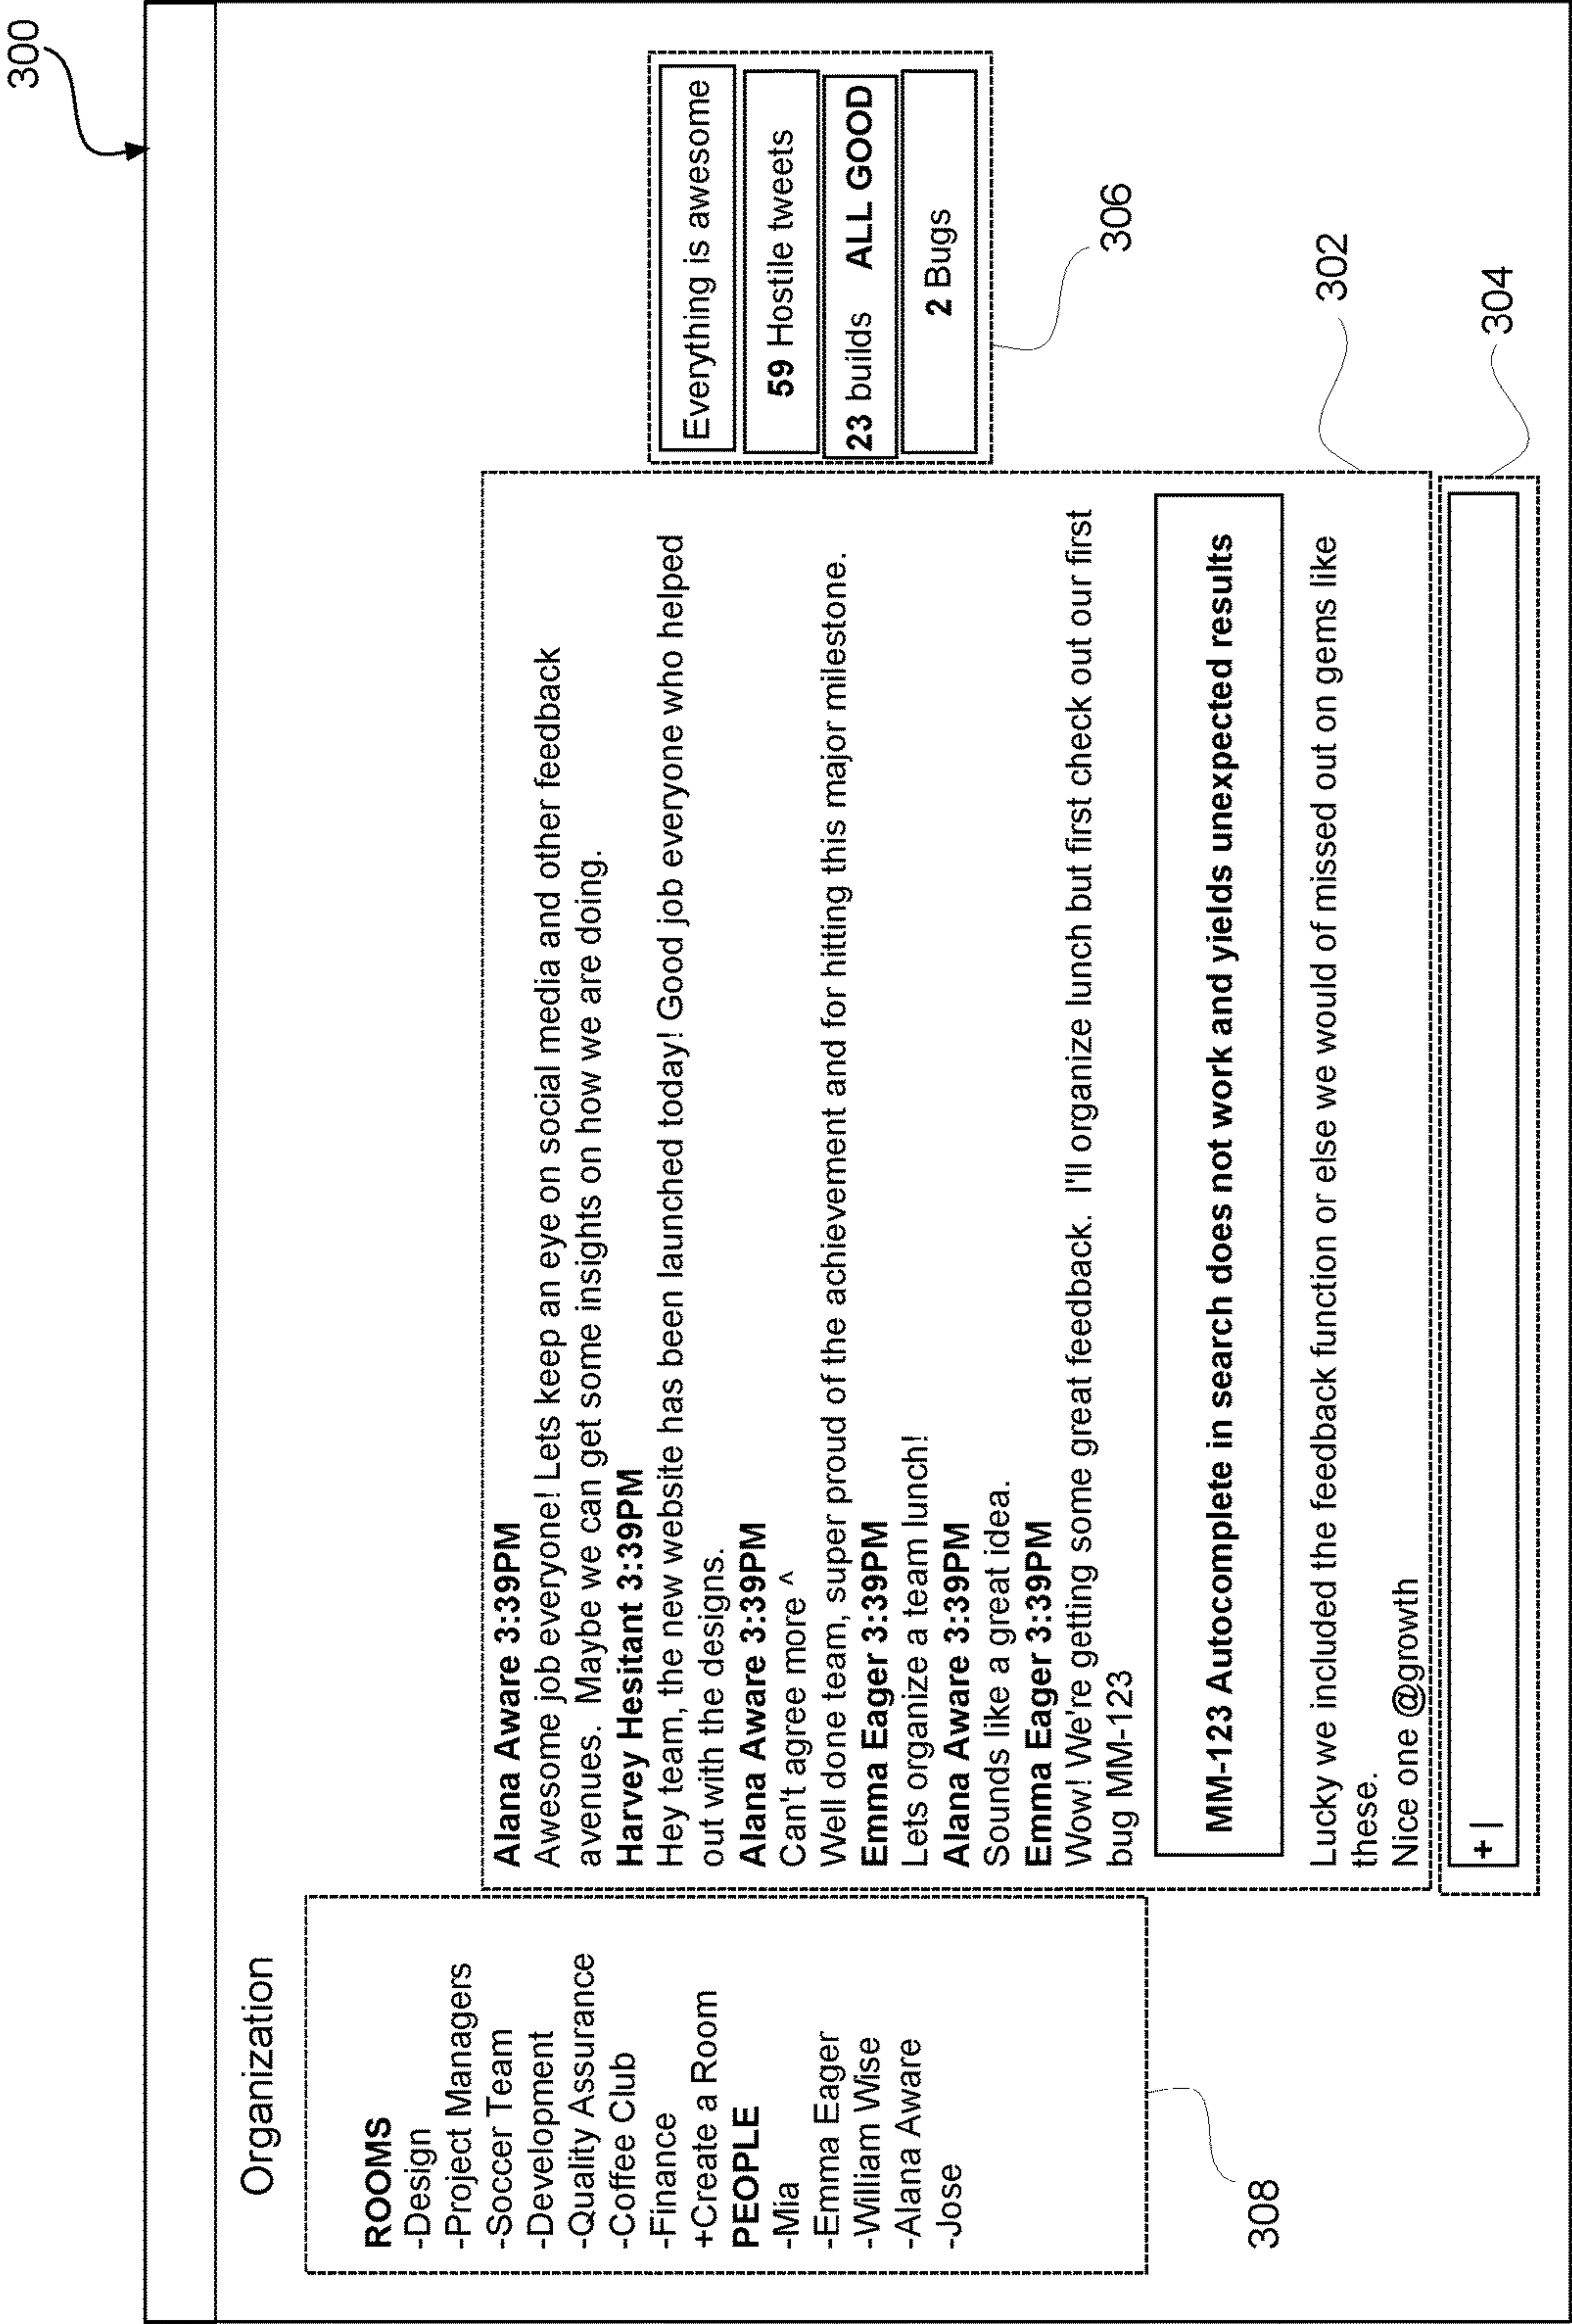 300
Organization
ROOMS
-Design
-Project Managers
-Soccer Team
-Development
-Quality Assurance
-Coffee Club
-Finance
+Create a Room
PEOPLE
-Mia
-Emma Eager
-William Wise
-Alana Aware
-Jose
308
Alana Aware 3:39PM
Awesome job everyone! Lets keep an eye on social media and other feedback
avenues.  Maybe we can get some insights on how we are doing.
Harvey Hesitant 3:39PM
Hey team, the new website has been launched today! Good job everyone who helped
out with the designs.
Alana Aware 3:39PM
Can't agree more ^
Well done team, super proud of the achievement and for hitting this major milestone.
Emma Eager 3:39PM
Lets organize a team lunch!
Alana Aware 3:39PM
Sounds like a great idea.
Emma Eager 3:39PM
Wow! We're getting some great feedback.  I'll organize lunch but first check out our first
bug MM-123
MM-123 Autocomplete in search does not work and yields unexpected results
Lucky we included the feedback function or else we would of missed out on gems like
these.
Nice one @growth
+ |
Everything is awesome
59 Hostile tweets
23 builds ALL GOOD
2 Bugs
306
302
304